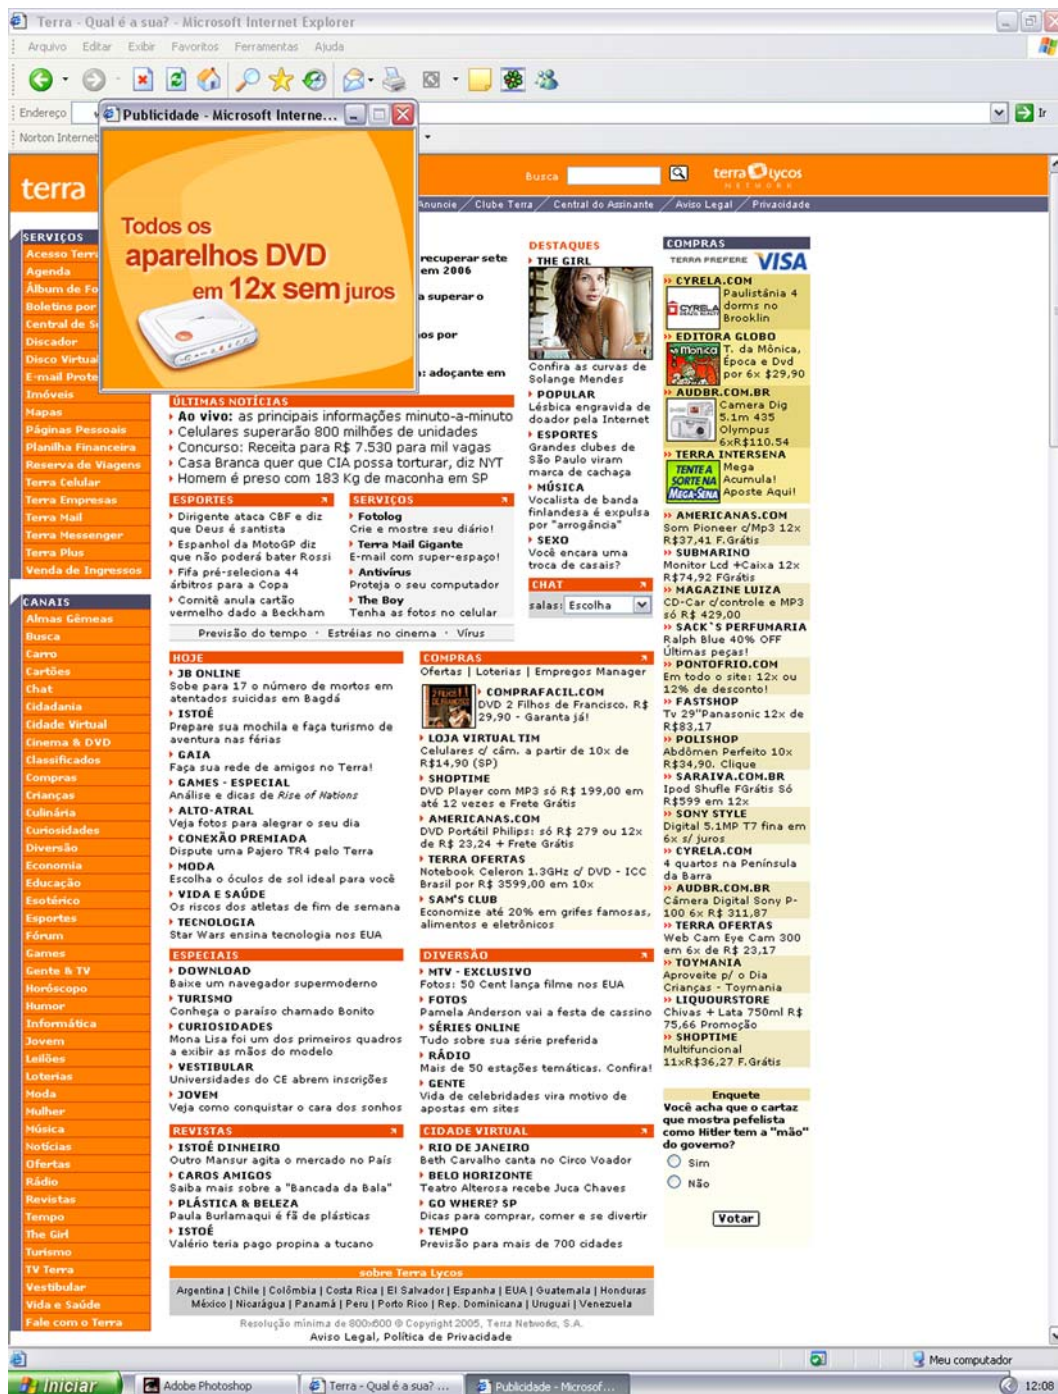 Terra - Qual é a sua? - Microsoft Internet Explorer
Arquivo Editar Exibir Favoritos Ferramentas Ajuda
Endereço
Ir
Norton Internet
Publicidade - Microsoft Interne...
Todos os
aparelhos DVD
em 12x sem juros
terra
Busca
terra Lycos
NETWORK
Anuncie / Clube Terra / Central do Assinante / Aviso Legal / Privacidade
SERVIÇOS
Acesso Terra
Agenda
Álbum de Fo
Boletins por
Central de S
Discador
Disco Virtual
E-mail Prote
Imóveis
Mapas
Páginas Pessoais
Planilha Financeira
Reserva de Viagens
Terra Celular
Terra Empresas
Terra Mail
Terra Messenger
Terra Plus
Venda de Ingressos
CANAIS
Almas Gêmeas
Busca
Carro
Cartões
Chat
Cidadania
Cidade Virtual
Cinema & DVD
Classificados
Compras
Crianças
Culinária
Curiosidades
Diversão
Economia
Educação
Esotérico
Esportes
Fórum
Games
Gente & TV
Horóscopo
Humor
Informática
Jovem
Leilões
Loterias
Moda
Mulher
Música
Notícias
Ofertas
Rádio
Revistas
Tempo
The Girl
Turismo
TV Terra
Vestibular
Vida e Saúde
Fale com o Terra
recuperar sete
em 2006
a superar o
os por
: adoçante em
ÚLTIMAS NOTÍCIAS
Ao vivo: as principais informações minuto-a-minuto
Celulares superarão 800 milhões de unidades
Concurso: Receita para R$ 7.530 para mil vagas
Casa Branca quer que CIA possa torturar, diz NYT
Homem é preso com 183 Kg de maconha em SP
ESPORTES
Dirigente ataca CBF e diz
que Deus é santista
Espanhol da MotoGP diz
que não poderá bater Rossi
Fifa pré-seleciona 44
árbitros para a Copa
Comitê anula cartão
vermelho dado a Beckham
SERVIÇOS
Fotolog
Crie e mostre seu diário!
Terra Mail Gigante
E-mail com super-espaço!
Antivírus
Proteja o seu computador
The Boy
Tenha as fotos no celular
Previsão do tempo · Estréias no cinema · Vírus
DESTAQUES
THE GIRL
Confira as curvas de
Solange Mendes
POPULAR
Lésbica engravida de
doador pela Internet
ESPORTES
Grandes clubes de
São Paulo viram
marca de cachaça
MÚSICA
Vocalista de banda
finlandesa é expulsa
por "arrogância"
SEXO
Você encara uma
troca de casais?
CHAT
salas: Escolha
HOJE
JB ONLINE
Sobe para 17 o número de mortos em
atentados suicidas em Bagdá
ISTOÉ
Prepare sua mochila e faça turismo de
aventura nas férias
GAIA
Faça sua rede de amigos no Terra!
GAMES - ESPECIAL
Análise e dicas de Rise of Nations
ALTO-ATRAL
Veja fotos para alegrar o seu dia
CONEXÃO PREMIADA
Dispute uma Pajero TR4 pelo Terra
MODA
Escolha o óculos de sol ideal para você
VIDA E SAÚDE
Os riscos dos atletas de fim de semana
TECNOLOGIA
Star Wars ensina tecnologia nos EUA
COMPRAS
Ofertas | Loterias | Empregos Manager
COMPRAFACIL.COM
DVD 2 Filhos de Francisco. R$
29,90 - Garanta já!
LOJA VIRTUAL TIM
Celulares c/ câm. a partir de 10x de
R$14,90 (SP)
SHOPTIME
DVD Player com MP3 só R$ 199,00 em
até 12 vezes e Frete Grátis
AMERICANAS.COM
DVD Portátil Philips: só R$ 279 ou 12x
de R$ 23,24 + Frete Grátis
TERRA OFERTAS
Notebook Celeron 1.3GHz c/ DVD - ICC
Brasil por R$ 3599,00 em 10x
SAM'S CLUB
Economize até 20% em grifes famosas,
alimentos e eletrônicos
ESPECIAIS
DOWNLOAD
Baixe um navegador supermoderno
TURISMO
Conheça o paraíso chamado Bonito
CURIOSIDADES
Mona Lisa foi um dos primeiros quadros
a exibir as mãos do modelo
VESTIBULAR
Universidades do CE abrem inscrições
JOVEM
Veja como conquistar o cara dos sonhos
DIVERSÃO
MTV - EXCLUSIVO
Fotos: 50 Cent lança filme nos EUA
FOTOS
Pamela Anderson vai a festa de cassino
SÉRIES ONLINE
Tudo sobre sua série preferida
RÁDIO
Mais de 50 estações temáticas. Confira!
GENTE
Vida de celebridades vira motivo de
apostas em sites
REVISTAS
ISTOÉ DINHEIRO
Outro Mansur agita o mercado no País
CAROS AMIGOS
Saiba mais sobre a "Bancada da Bala"
PLÁSTICA & BELEZA
Paula Burlamaqui é fã de plásticas
ISTOÉ
Valério teria pago propina a tucano
CIDADE VIRTUAL
RIO DE JANEIRO
Beth Carvalho canta no Circo Voador
BELO HORIZONTE
Teatro Alterosa recebe Juca Chaves
GO WHERE? SP
Dicas para comprar, comer e se divertir
TEMPO
Previsão para mais de 700 cidades
COMPRAS
TERRA PREFERE VISA
CYRELA.COM
CYRELA
Paulistânia 4
dorms no
Brooklin
EDITORA GLOBO
monica
T. da Mônica,
Época e Dvd
por 6x $29,90
AUDBR.COM.BR
Camera Dig
5.1m 435
Olympus
6xR$110.54
TERRA INTERSENA
TENTE A
SORTE NA
MEGA-SENA
Mega
Acumula!
Aposte Aqui!
AMERICANAS.COM
Som Pioneer c/Mp3 12x
R$37,41 F.Grátis
SUBMARINO
Monitor Lcd +Caixa 12x
R$74,92 FGrátis
MAGAZINE LUIZA
CD-Car c/controle e MP3
só R$ 429,00
SACK`S PERFUMARIA
Ralph Blue 40% OFF
Últimas peças!
PONTOFRIO.COM
Em todo o site: 12x ou
12% de desconto!
FASTSHOP
Tv 29"Panasonic 12x de
R$83,17
POLISHOP
Abdômen Perfeito 10x
R$34,90. Clique
SARAIVA.COM.BR
Ipod Shufle FGrátis Só
R$599 em 12x
SONY STYLE
Digital 5.1MP T7 fina em
6x s/ juros
CYRELA.COM
4 quartos na Península
da Barra
AUDBR.COM.BR
Câmera Digital Sony P-
100 6x R$ 311,87
TERRA OFERTAS
Web Cam Eye Cam 300
em 6x de R$ 23,17
TOYMANIA
Aproveite p/ o Dia
Crianças - Toymania
LIQUOURSTORE
Chivas + Lata 750ml R$
75,66 Promoção
SHOPTIME
Multifuncional
11xR$36,27 F.Grátis
Enquete
Você acha que o cartaz
que mostra pefelista
como Hitler tem a "mão"
do governo?
Sim
Não
Votar
sobre Terra Lycos
Argentina | Chile | Colômbia | Costa Rica | El Salvador | Espanha | EUA | Guatemala | Honduras
México | Nicarágua | Panamá | Peru | Porto Rico | Rep. Dominicana | Uruguai | Venezuela
Resolução mínima de 800x600 © Copyright 2005, Terra Networks, S.A.
Aviso Legal, Política de Privacidade
Meu computador
Iniciar
Adobe Photoshop
Terra - Qual é a sua? ...
Publicidade - Microsof...
12:08